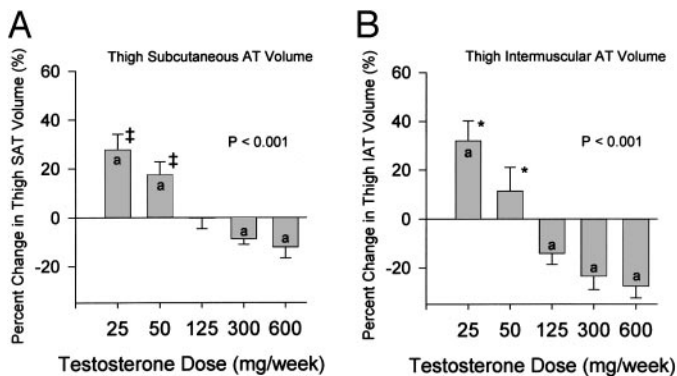 A
Thigh Subcutaneous AT Volume
Percent Change in Thigh SAT Volume (%)
60
40
20
0
-20
‡
‡
a
a
a
a
P < 0.001
25 50 125 300 600
Testosterone Dose (mg/week)
B
Thigh Intermuscular AT Volume
Percent Change in Thigh IAT Volume (%)
60
40
20
0
-20
*
*
a
a
a
a
P < 0.001
25 50 125 300 600
Testosterone Dose (mg/week)